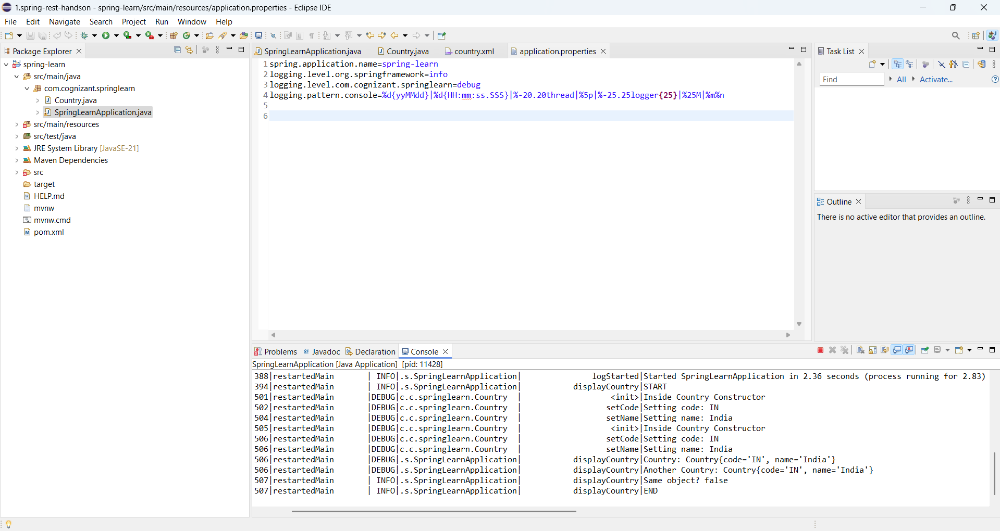 1.spring-rest-handson - spring-learn/src/main/resources/application.properties - Eclipse IDE
File Edit Navigate Search Project Run Window Help
Package Explorer
spring-learn
src/main/java
com.cognizant.springlearn
Country.java
SpringLearnApplication.java
src/main/resources
src/test/java
JRE System Library [JavaSE-21]
Maven Dependencies
src
target
HELP.md
mvnw
mvnw.cmd
pom.xml
SpringLearnApplication.java Country.java country.xml application.properties
1 spring.application.name=spring-learn
2 logging.level.org.springframework=info
3 logging.level.com.cognizant.springlearn=debug
4 logging.pattern.console=%d{yyMMdd}|%d{HH:mm:ss.SSS}|%-20.20thread|%5p|%-25.25logger{25}|%25M|%m%n
5
6
Task List
Find All Activate...
Outline
There is no active editor that provides an outline.
Problems Javadoc Declaration Console
SpringLearnApplication [Java Application] [pid: 11428]
388|restartedMain | INFO|.s.SpringLearnApplication| logStarted|Started SpringLearnApplication in 2.36 seconds (process running for 2.83)
394|restartedMain | INFO|.s.SpringLearnApplication| displayCountry|START
501|restartedMain |DEBUG|c.c.springlearn.Country | <init>|Inside Country Constructor
502|restartedMain |DEBUG|c.c.springlearn.Country | setCode|Setting code: IN
504|restartedMain |DEBUG|c.c.springlearn.Country | setName|Setting name: India
505|restartedMain |DEBUG|c.c.springlearn.Country | <init>|Inside Country Constructor
506|restartedMain |DEBUG|c.c.springlearn.Country | setCode|Setting code: IN
506|restartedMain |DEBUG|c.c.springlearn.Country | setName|Setting name: India
506|restartedMain |DEBUG|.s.SpringLearnApplication| displayCountry|Country: Country{code='IN', name='India'}
506|restartedMain |DEBUG|.s.SpringLearnApplication| displayCountry|Another Country: Country{code='IN', name='India'}
507|restartedMain | INFO|.s.SpringLearnApplication| displayCountry|Same object? false
507|restartedMain | INFO|.s.SpringLearnApplication| displayCountry|END